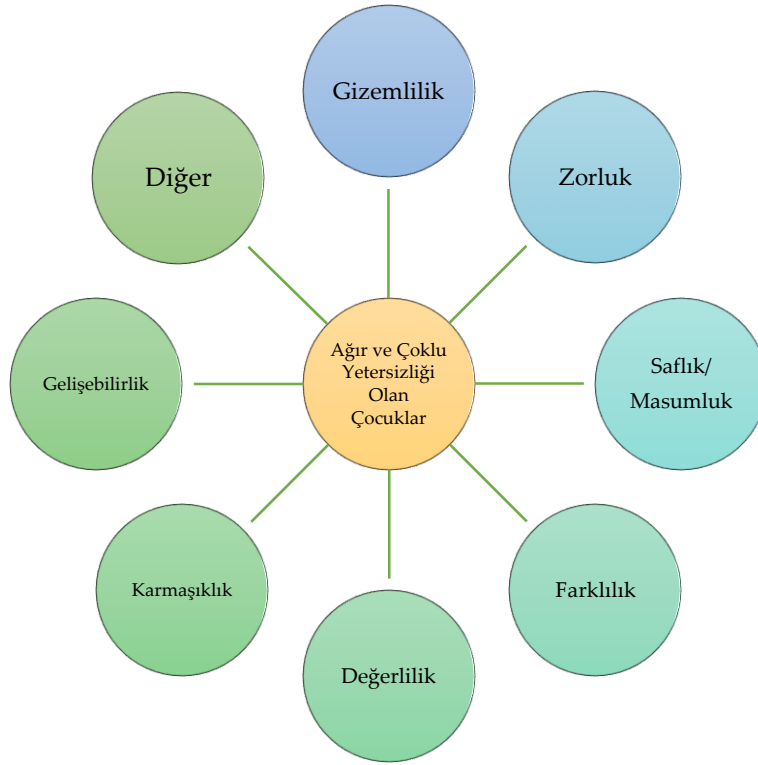 Gizemlilik
Zorluk
Saflık/
Masumluk
Farklılık
Değerlilik
Karmaşıklık
Gelişebilirlik
Diğer
Ağır ve Çoklu
Yetersizliği
Olan
Çocuklar